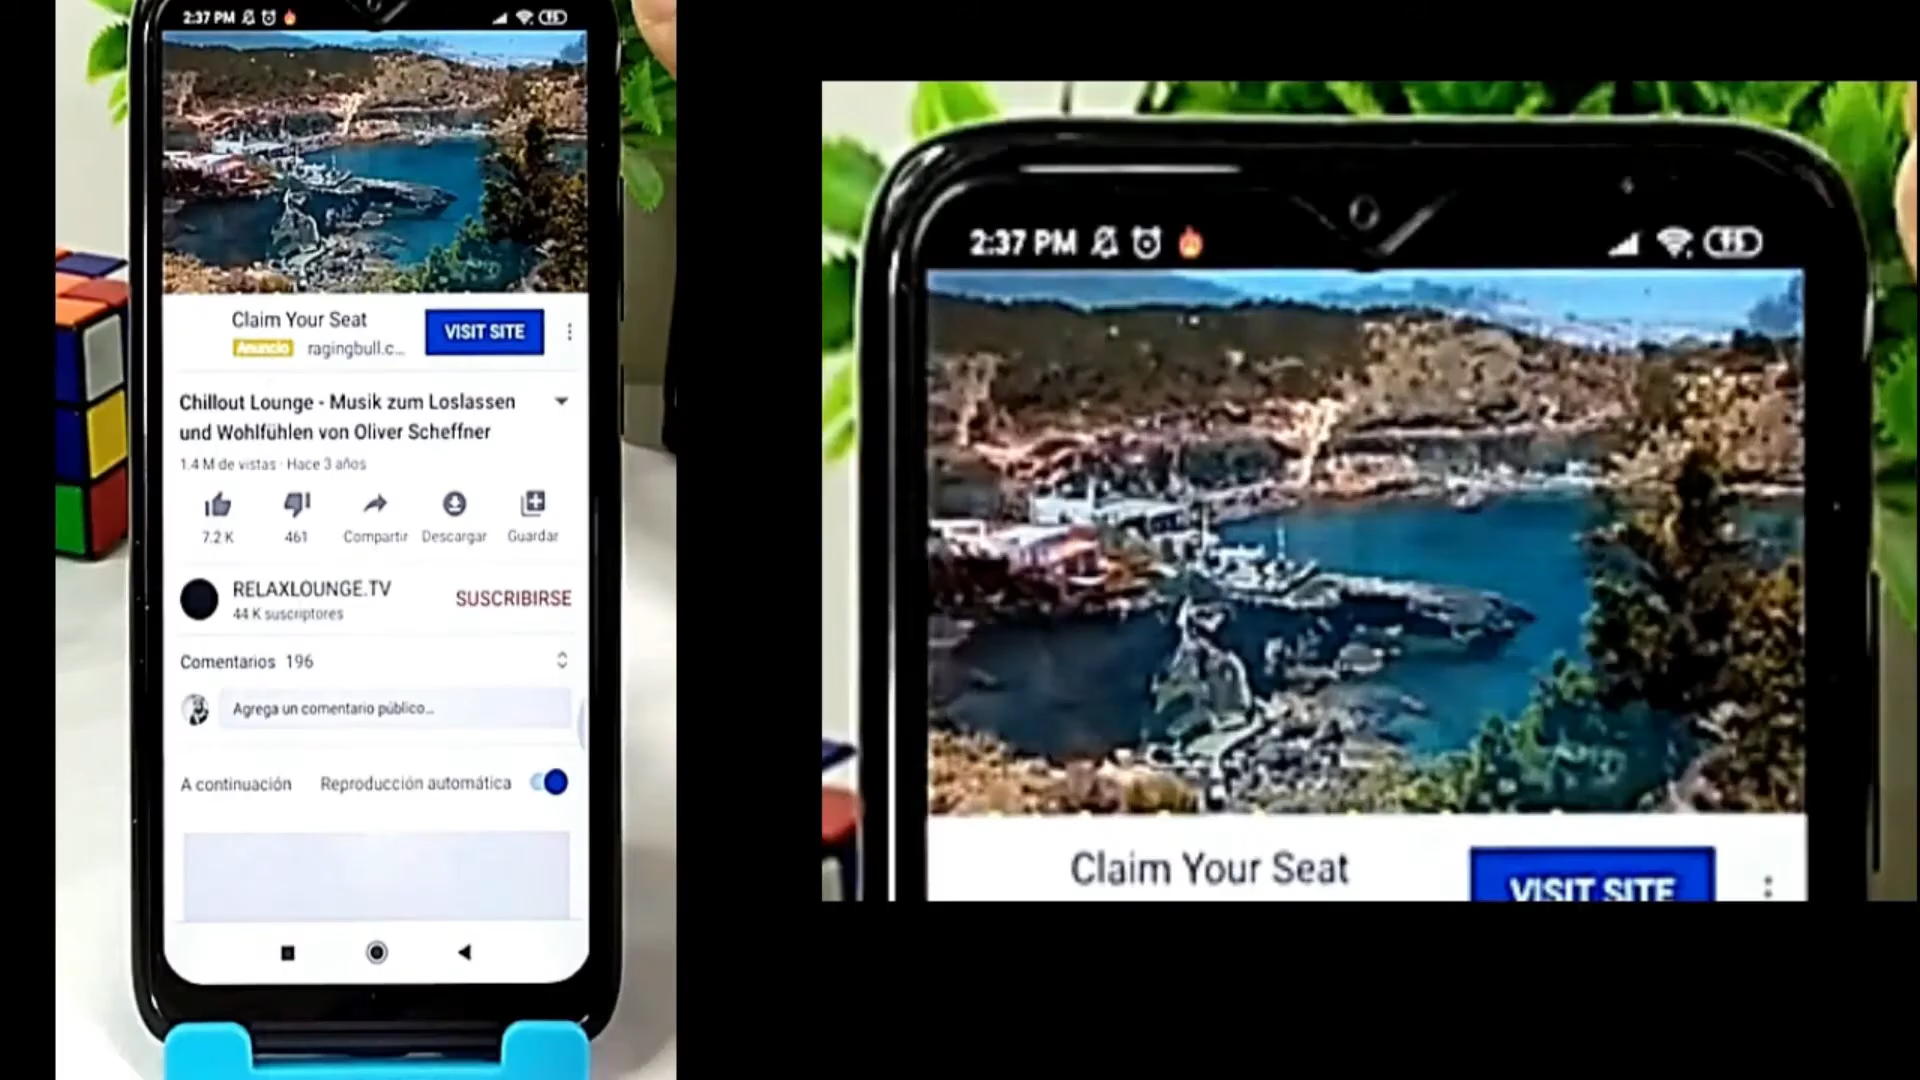 2:37 PM
Claim Your Seat
VISIT SITE
Anuncio ragingbull.c...
Chillout Lounge - Musik zum Loslassen
und Wohlfühlen von Oliver Scheffner
1.4 M de vistas · Hace 3 años
7.2 K
461
Compartir
Descargar
Guardar
RELAXLOUNGE.TV
SUSCRIBIRSE
44 K suscriptores
Comentarios 196
Agrega un comentario público...
A continuación
Reproducción automática
2:37 PM
Claim Your Seat
VISIT SITE